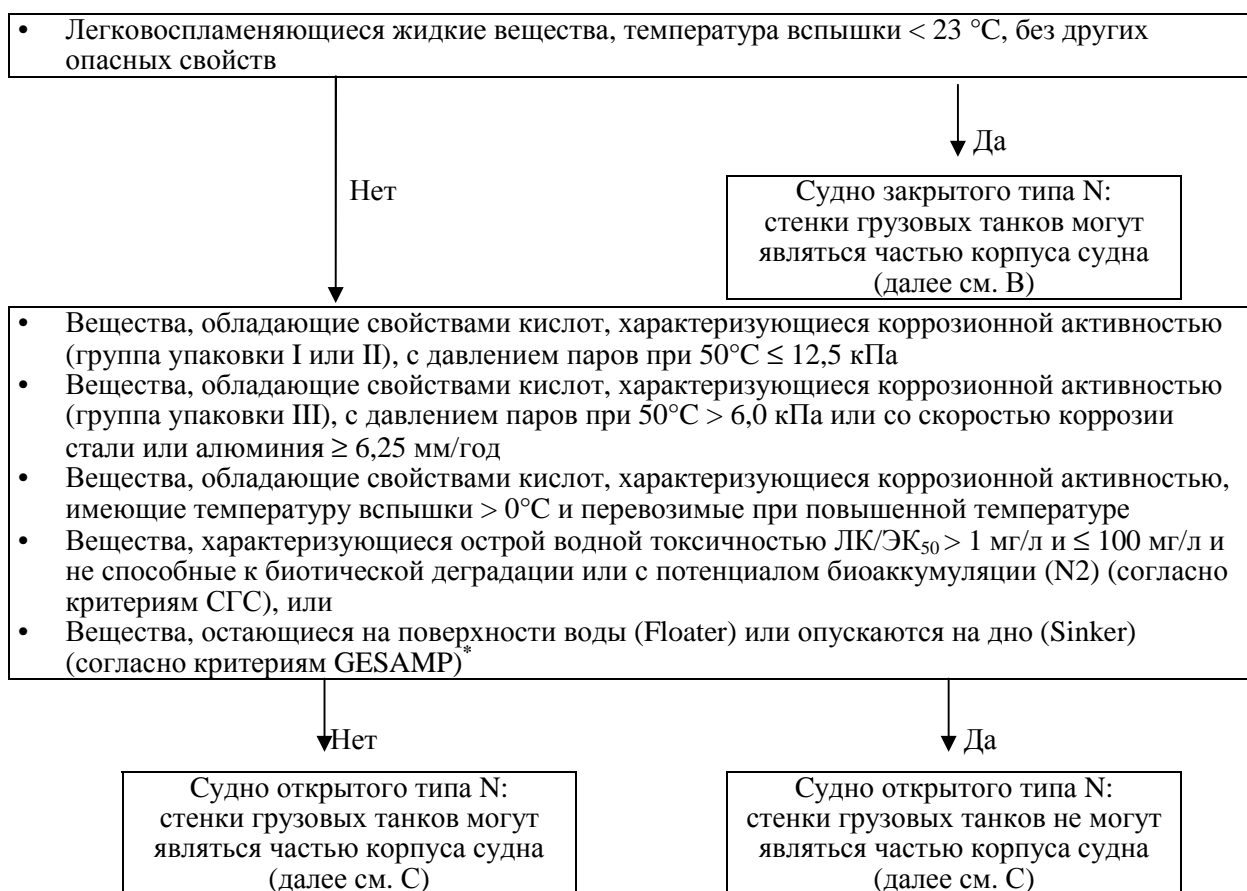 • Легковоспламеняющиеся жидкие вещества, температура вспышки < 23 °C, без других
опасных свойств
Да
Нет
Судно закрытого типа N:
стенки грузовых танков могут
являться частью корпуса судна
(далее см. B)
• Вещества, обладающие свойствами кислот, характеризующиеся коррозионной активностью
(группа упаковки I или II), с давлением паров при 50°C ≤ 12,5 кПа
• Вещества, обладающие свойствами кислот, характеризующиеся коррозионной активностью
(группа упаковки III), с давлением паров при 50°C > 6,0 кПа или со скоростью коррозии
стали или алюминия ≥ 6,25 мм/год
• Вещества, обладающие свойствами кислот, характеризующиеся коррозионной активностью,
имеющие температуру вспышки > 0°C и перевозимые при повышенной температуре
• Вещества, характеризующиеся острой водной токсичностью ЛК/ЭК₅₀ > 1 мг/л и ≤ 100 мг/л и
не способные к биотической деградации или с потенциалом биоаккумуляции (N2) (согласно
критериям СГС), или
• Вещества, остающиеся на поверхности воды (Floater) или опускаются на дно (Sinker)
(согласно критериям GESAMP)*
Нет
Да
Судно открытого типа N:
стенки грузовых танков могут
являться частью корпуса судна
(далее см. C)
Судно открытого типа N:
стенки грузовых танков не могут
являться частью корпуса судна
(далее см. C)